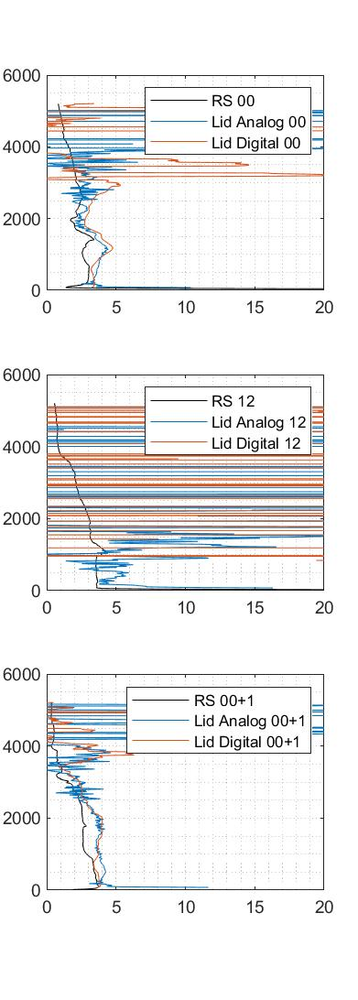 6000
RS 00
Lid Analog 00
Lid Digital 00
4000
2000
0
0 5 10 15 20
6000
RS 12
Lid Analog 12
Lid Digital 12
4000
2000
0
0 5 10 15 20
6000
RS 00+1
Lid Analog 00+1
Lid Digital 00+1
4000
2000
0
0 5 10 15 20